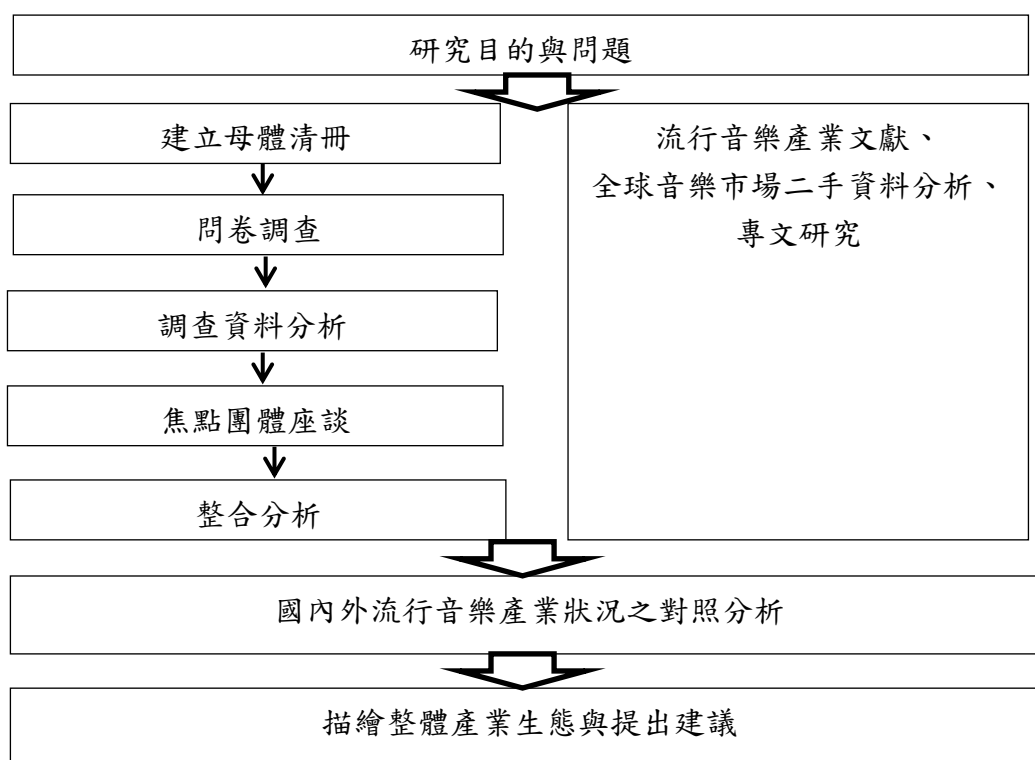 研究目的與問題
建立母體清冊
問卷調查
調查資料分析
焦點團體座談
整合分析
流行音樂產業文獻、
全球音樂市場二手資料分析、
專文研究
國內外流行音樂產業狀況之對照分析
描繪整體產業生態與提出建議